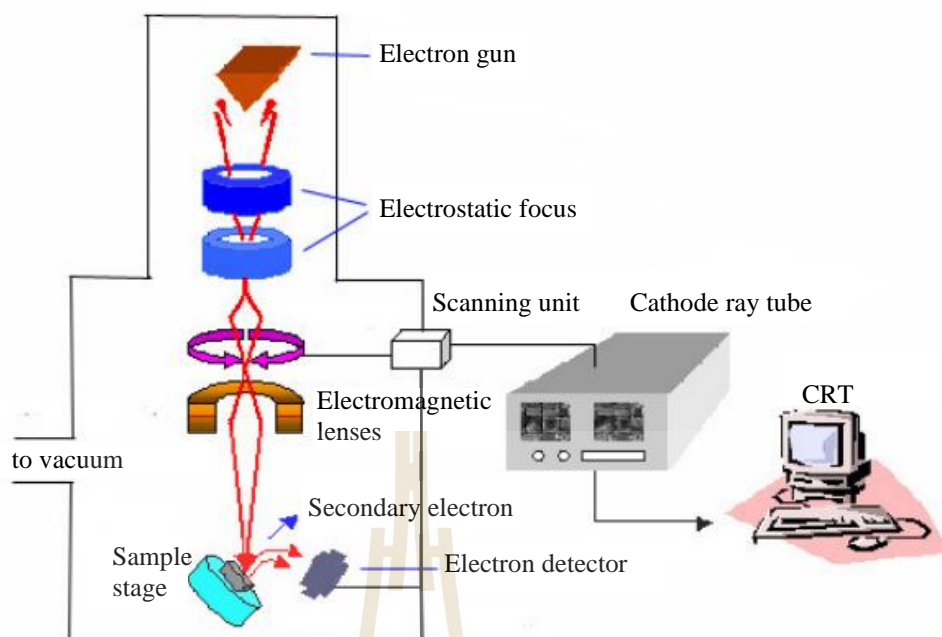 Electron gun
Electrostatic focus
Scanning unit
Cathode ray tube
Electromagnetic
lenses
CRT
to vacuum
Secondary electron
Sample
stage
Electron detector